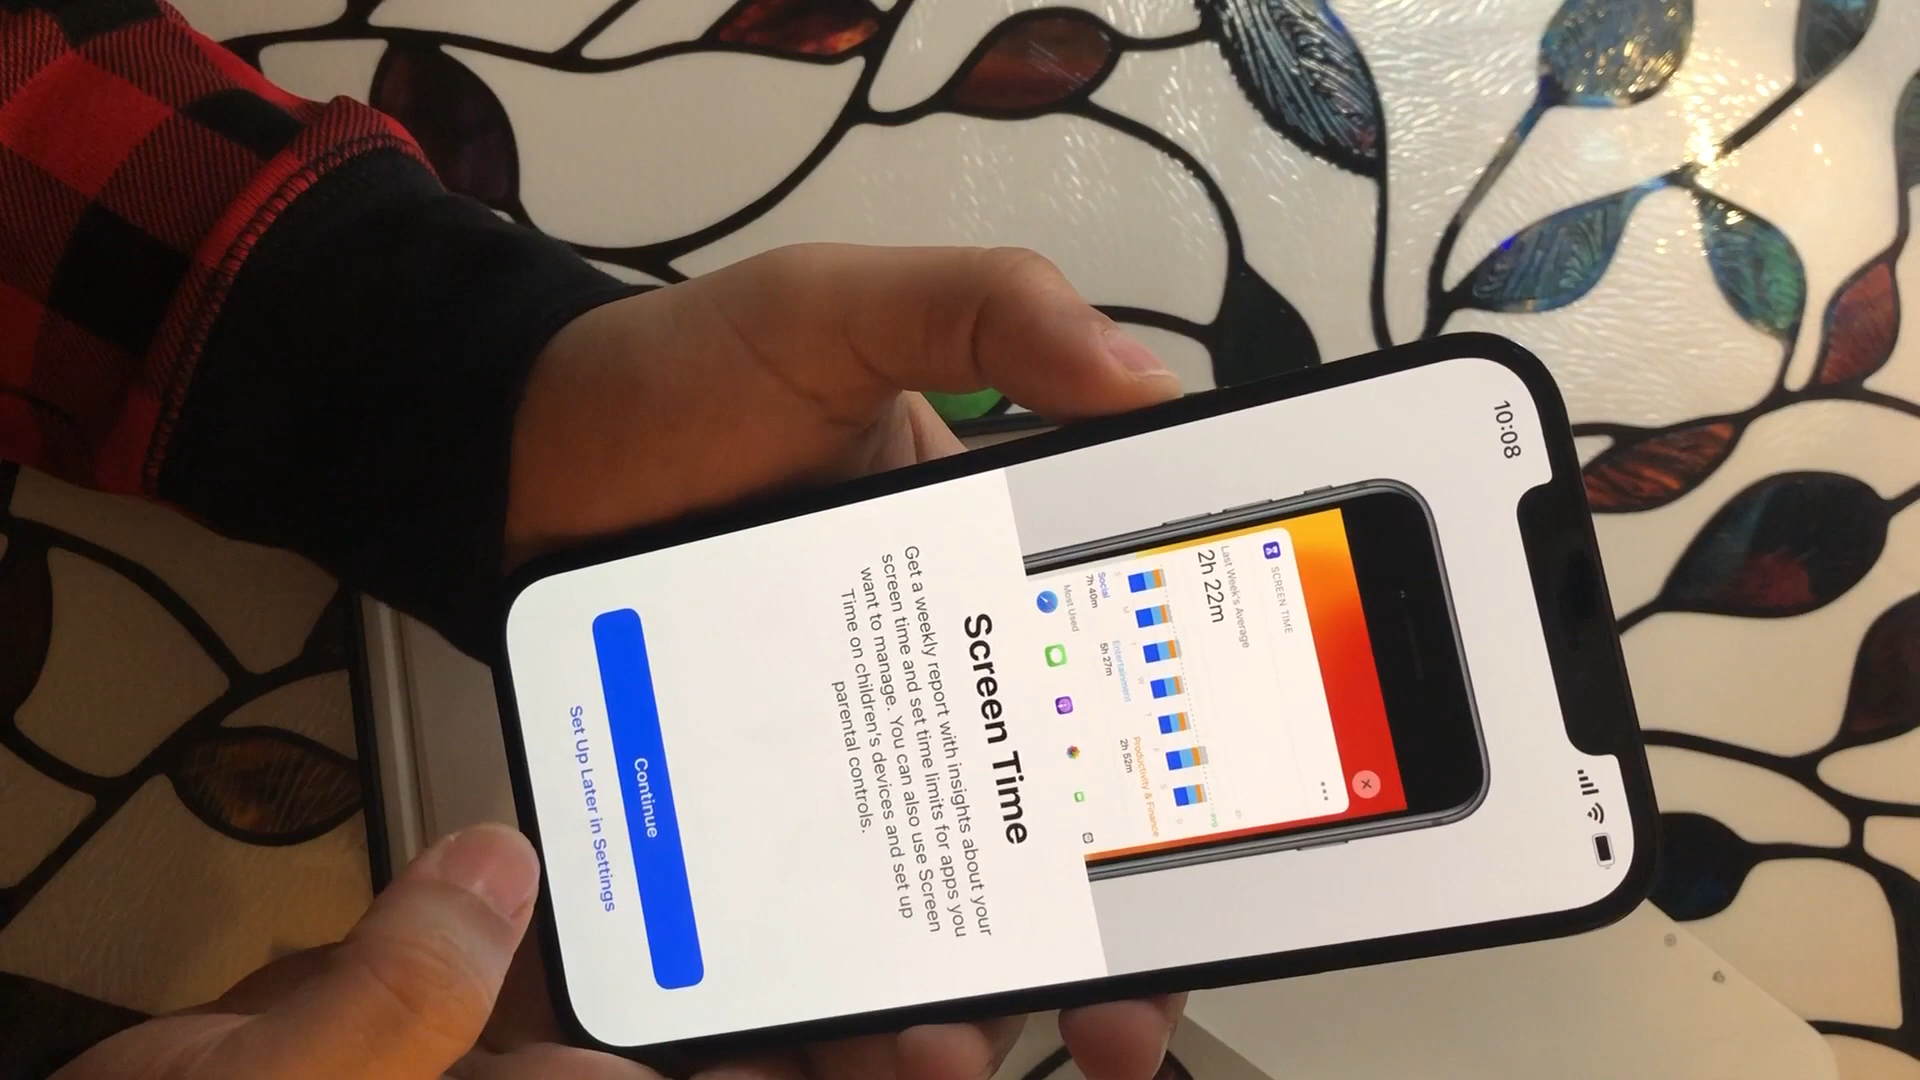 10:08
SCREEN TIME
Last Week's Average
2h 22m
Social
Entertainment
Productivity & Finance
7h 40m
5h 27m
2h 52m
Most Used
Screen Time
Get a weekly report with insights about your
screen time and set time limits for apps you
want to manage. You can also use Screen
Time on children's devices and set up
parental controls.
Continue
Set Up Later in Settings